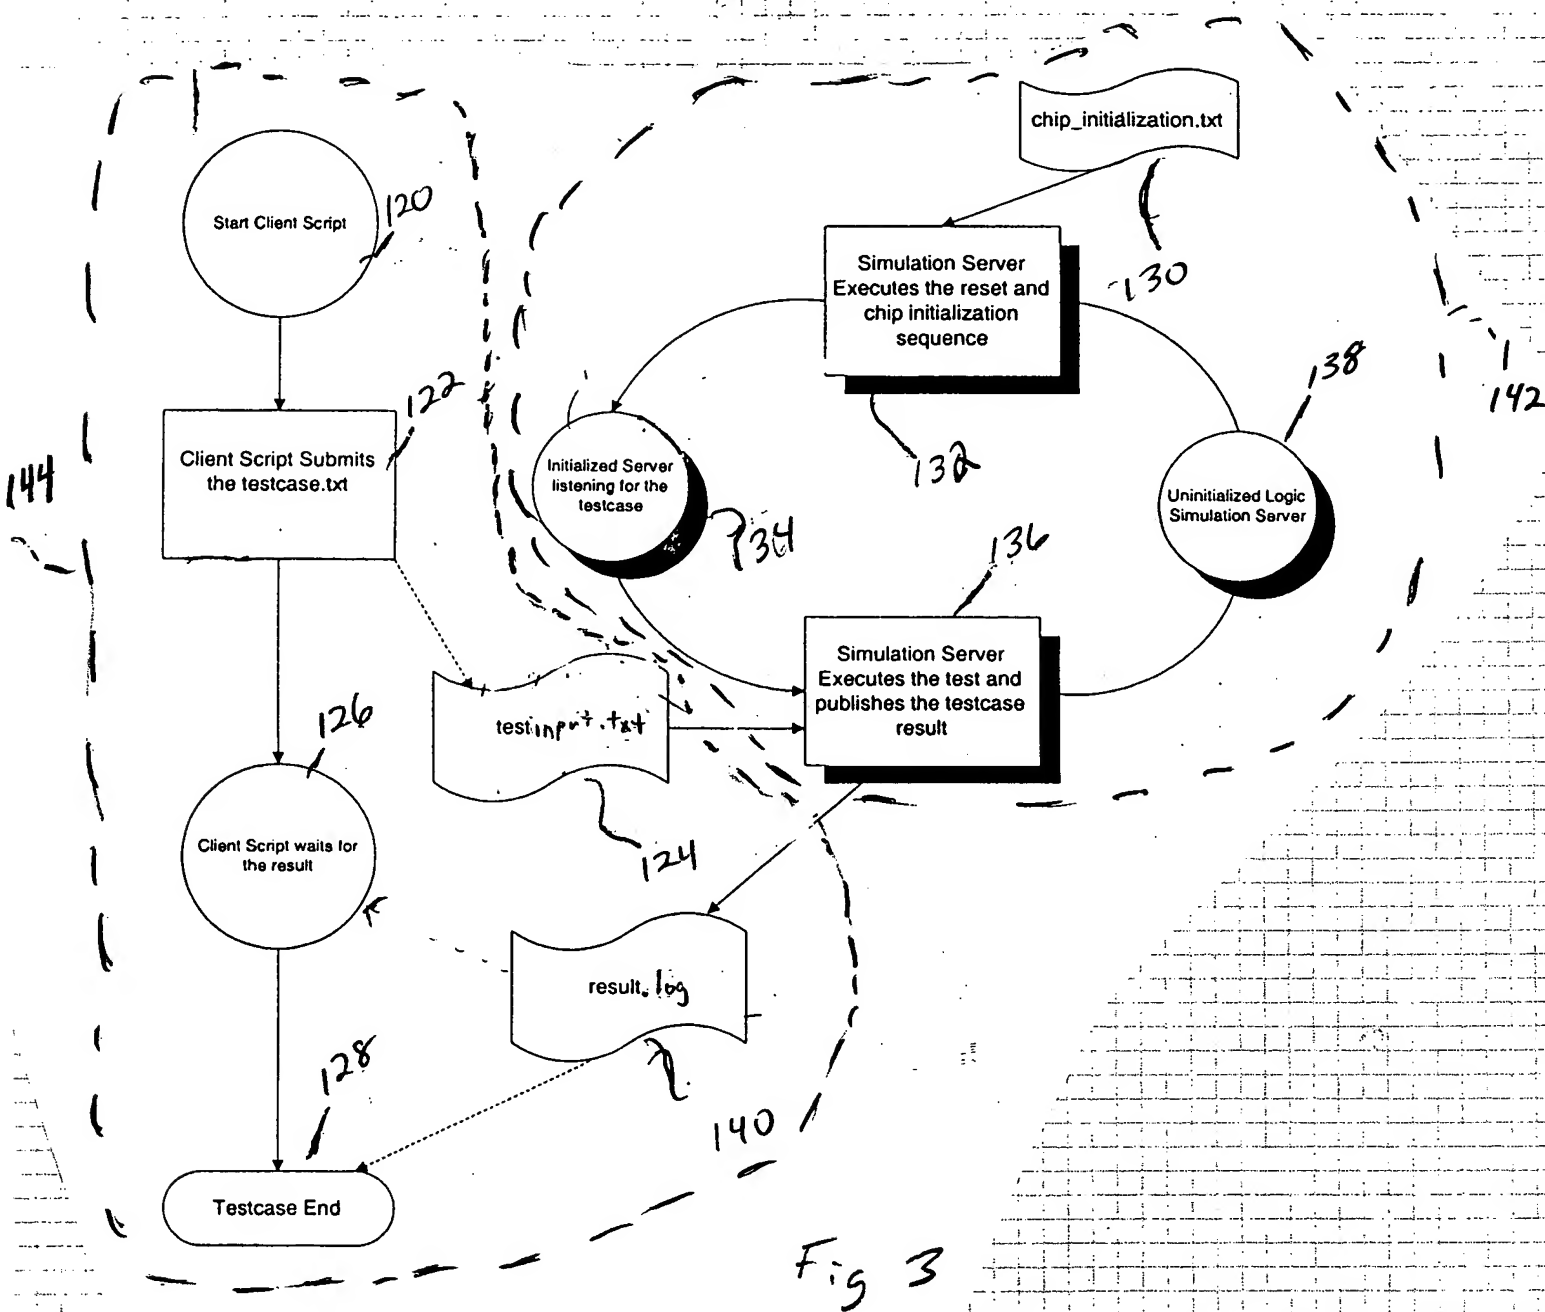 chip_initialization.txt
Start Client Script
120
Simulation Server
Executes the reset and
chip initialization
sequence
130
138
142
122
Client Script Submits
the testcase.txt
144
Initialized Server
listening for the
testcase
132
Uninitialized Logic
Simulation Server
134
136
Simulation Server
Executes the test and
publishes the testcase
result
testinput.txt
126
Client Script waits for
the result
124
result.log
128
140
Testcase End
Fig 3